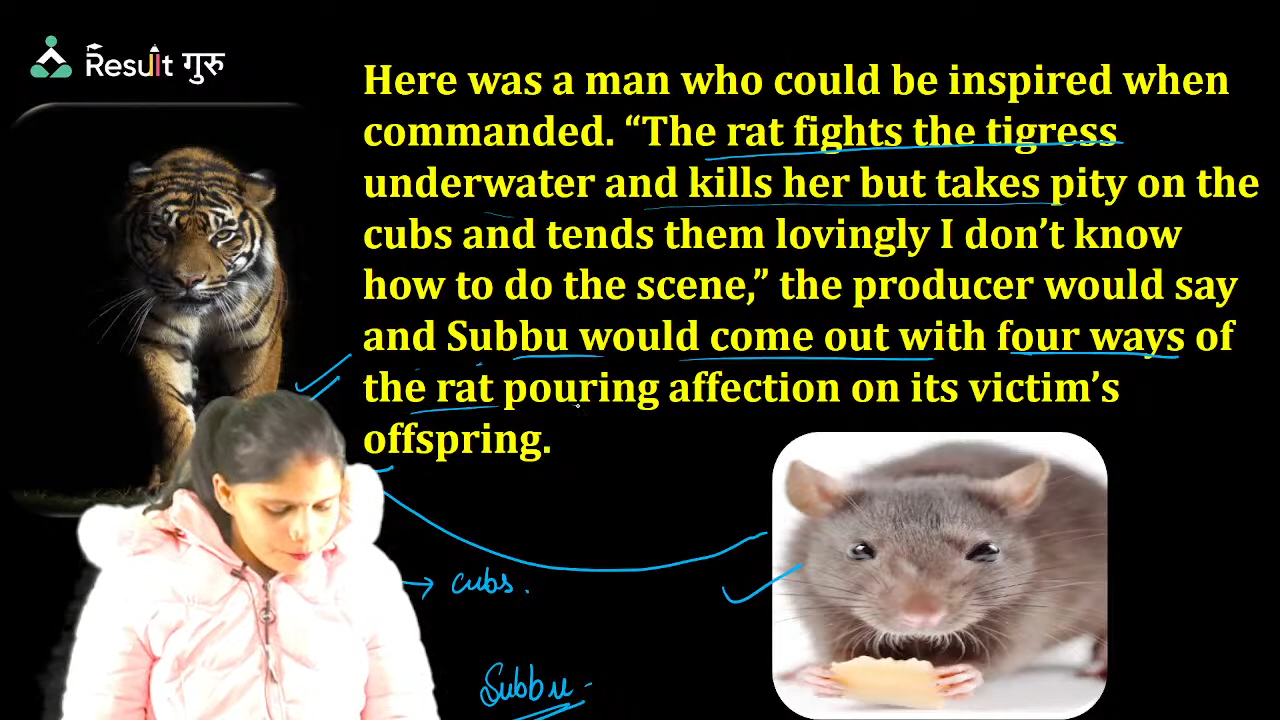 Result गुरु
Here was a man who could be inspired when
commanded. “The rat fights the tigress
underwater and kills her but takes pity on the
cubs and tends them lovingly I don’t know
how to do the scene,” the producer would say
and Subbu would come out with four ways of
the rat pouring affection on its victim’s
offspring.
→ cubs.
Subbu